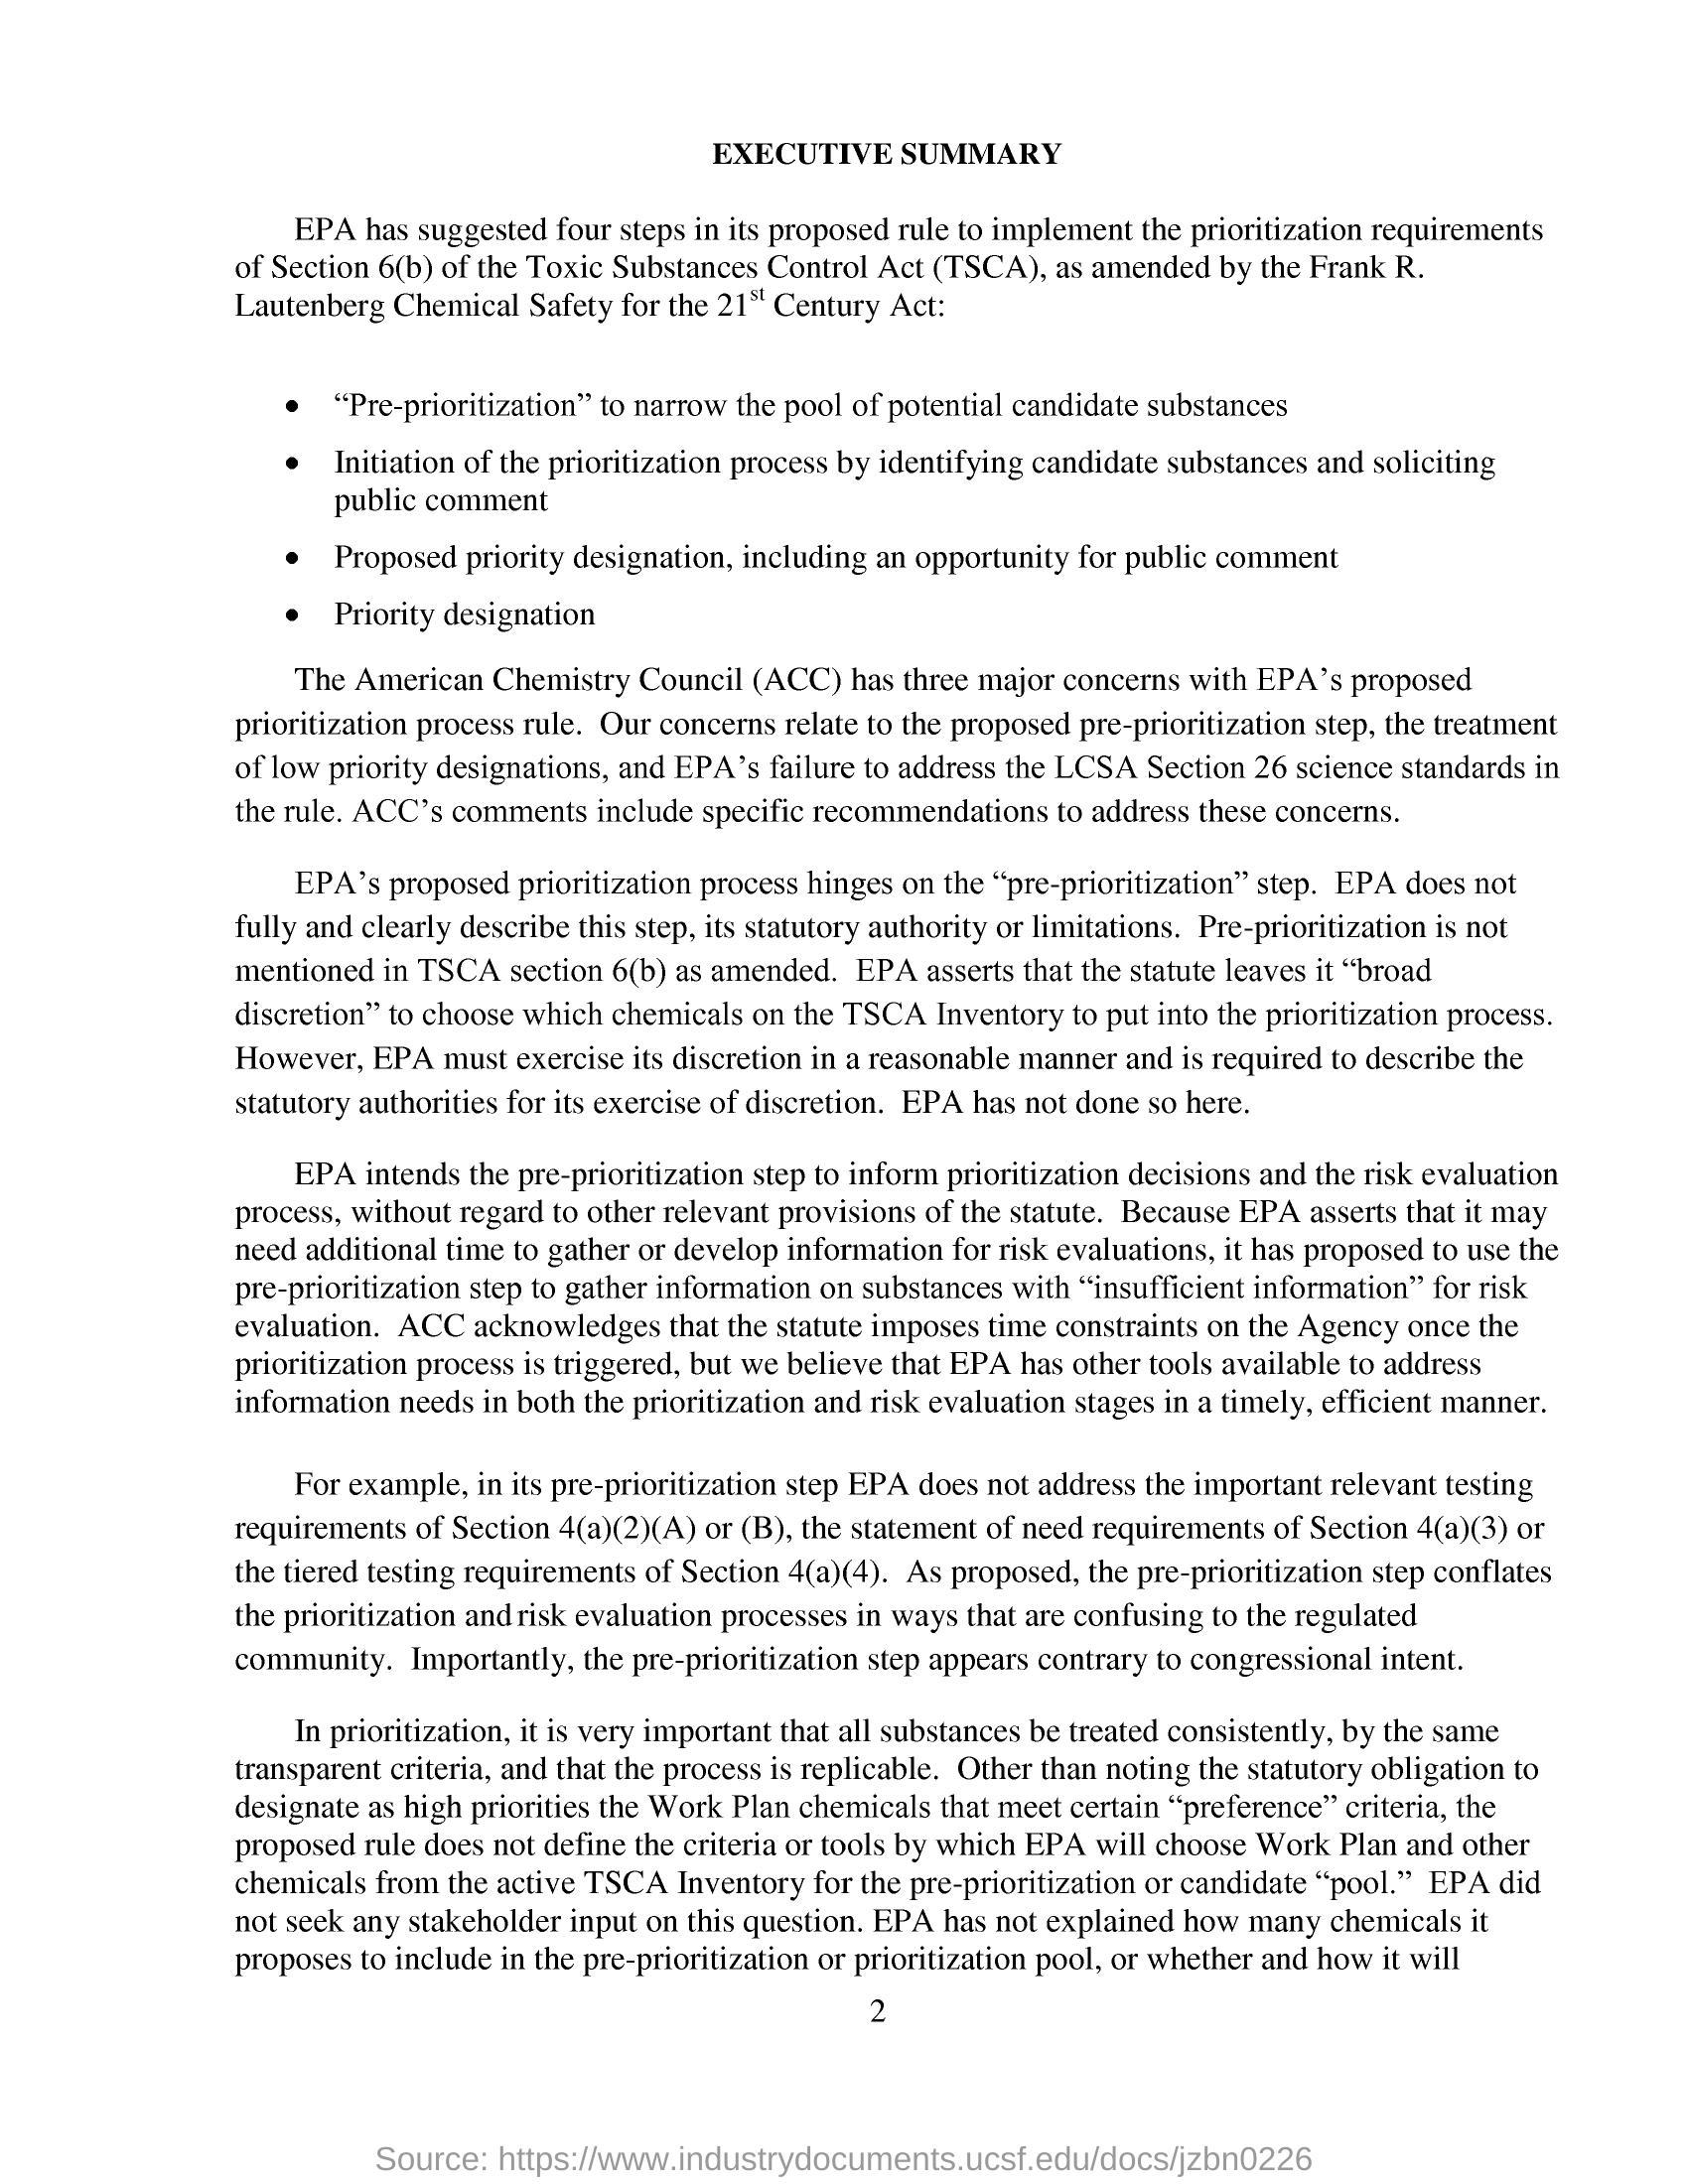 EXECUTIVE SUMMARY
EPA has suggested four steps in its proposed rule to implement the prioritization requirements
of Section 6(b) of the Toxic Substances Control Act (TSCA), as amended by the Frank R.
Lautenberg Chemical Safety for the 21st Century Act:
• “Pre-prioritization” to narrow the pool of potential candidate substances
• Initiation of the prioritization process by identifying candidate substances and soliciting
public comment
• Proposed priority designation, including an opportunity for public comment
• Priority designation
The American Chemistry Council (ACC) has three major concerns with EPA’s proposed
prioritization process rule. Our concerns relate to the proposed pre-prioritization step, the treatment
of low priority designations, and EPA’s failure to address the LCSA Section 26 science standards in
the rule. ACC’s comments include specific recommendations to address these concerns.
EPA’s proposed prioritization process hinges on the “pre-prioritization” step. EPA does not
fully and clearly describe this step, its statutory authority or limitations. Pre-prioritization is not
mentioned in TSCA section 6(b) as amended. EPA asserts that the statute leaves it “broad
discretion” to choose which chemicals on the TSCA Inventory to put into the prioritization process.
However, EPA must exercise its discretion in a reasonable manner and is required to describe the
statutory authorities for its exercise of discretion. EPA has not done so here.
EPA intends the pre-prioritization step to inform prioritization decisions and the risk evaluation
process, without regard to other relevant provisions of the statute. Because EPA asserts that it may
need additional time to gather or develop information for risk evaluations, it has proposed to use the
pre-prioritization step to gather information on substances with “insufficient information” for risk
evaluation. ACC acknowledges that the statute imposes time constraints on the Agency once the
prioritization process is triggered, but we believe that EPA has other tools available to address
information needs in both the prioritization and risk evaluation stages in a timely, efficient manner.
For example, in its pre-prioritization step EPA does not address the important relevant testing
requirements of Section 4(a)(2)(A) or (B), the statement of need requirements of Section 4(a)(3) or
the tiered testing requirements of Section 4(a)(4). As proposed, the pre-prioritization step conflates
the prioritization and risk evaluation processes in ways that are confusing to the regulated
community. Importantly, the pre-prioritization step appears contrary to congressional intent.
In prioritization, it is very important that all substances be treated consistently, by the same
transparent criteria, and that the process is replicable. Other than noting the statutory obligation to
designate as high priorities the Work Plan chemicals that meet certain “preference” criteria, the
proposed rule does not define the criteria or tools by which EPA will choose Work Plan and other
chemicals from the active TSCA Inventory for the pre-prioritization or candidate “pool.” EPA did
not seek any stakeholder input on this question. EPA has not explained how many chemicals it
proposes to include in the pre-prioritization or prioritization pool, or whether and how it will
2
Source: https://www.industrydocuments.ucsf.edu/docs/jzbn0226